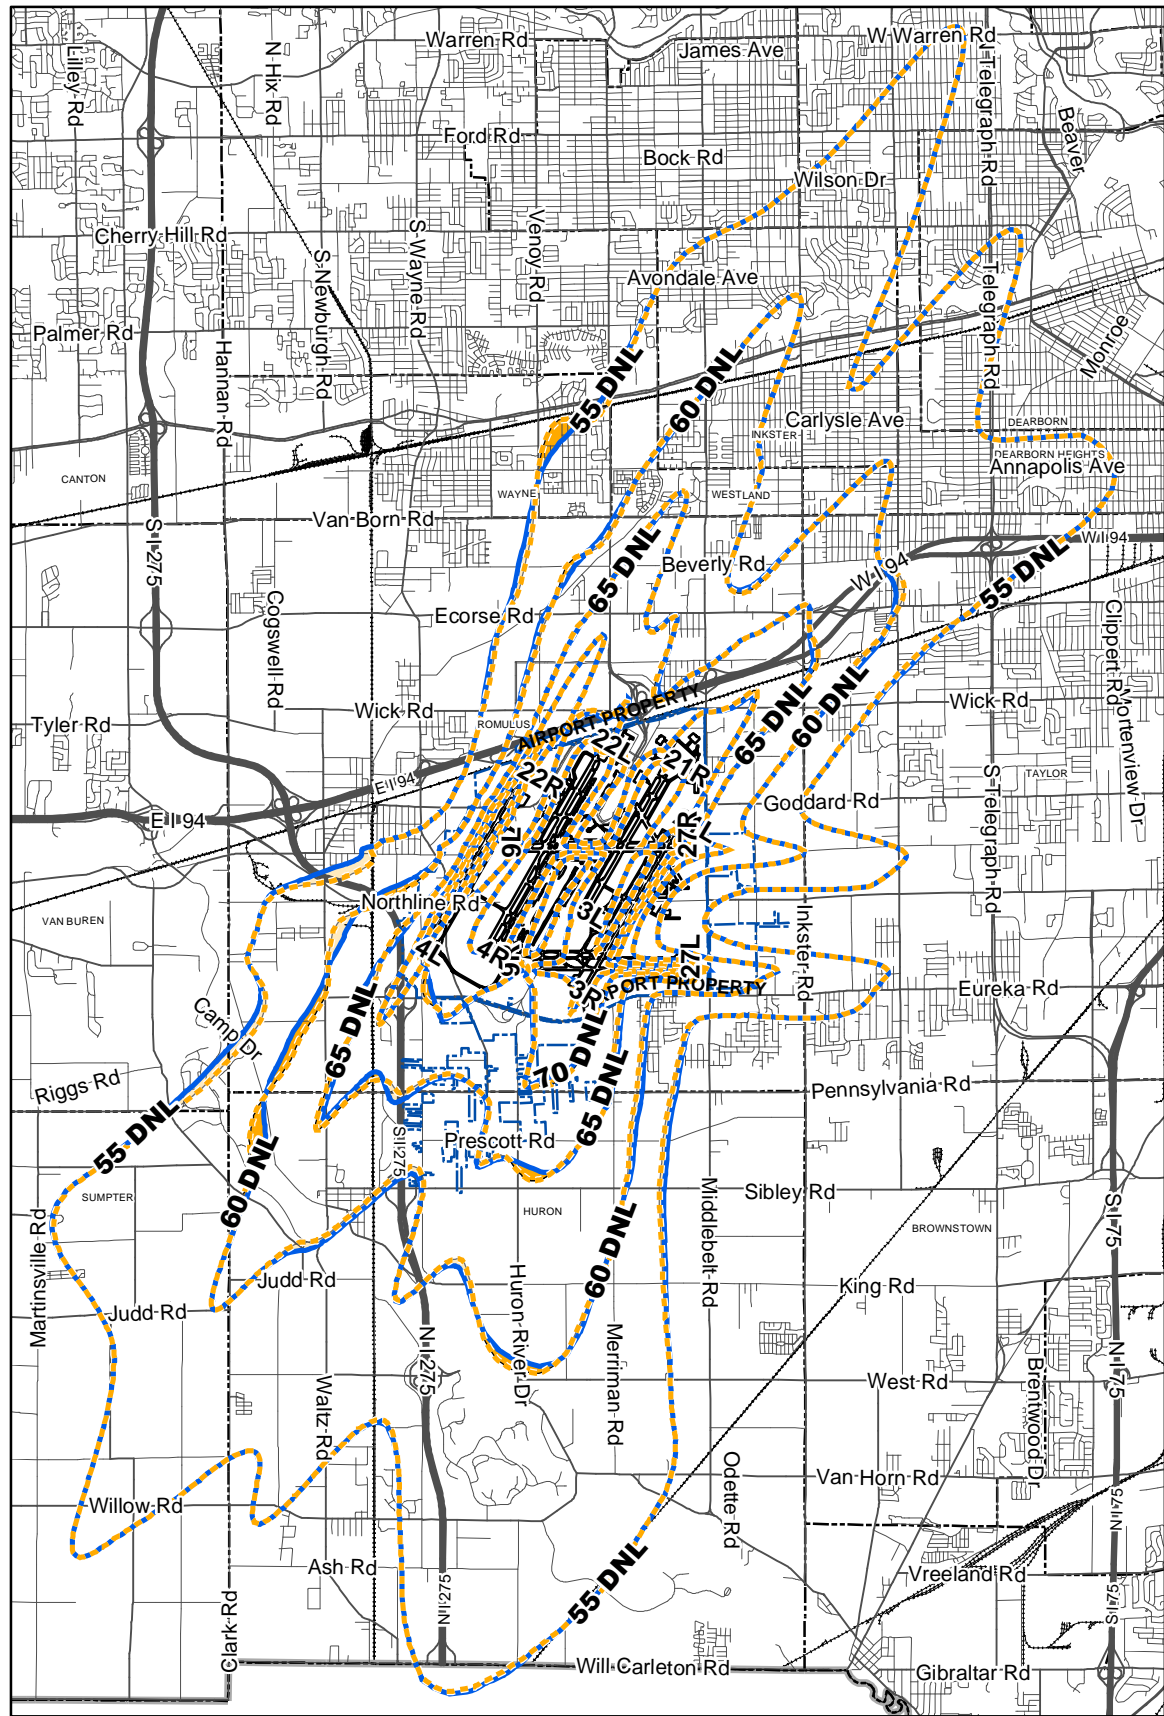 Warren Rd
James Ave
W Warren Rd
Lilley Rd
N Hix Rd
N Telegraph Rd
Beaver
Ford Rd
Bock Rd
Wilson Dr
Cherry Hill Rd
S Newburgh Rd
S Wayne Rd
Venoy Rd
Avondale Ave
Telegraph Rd
Palmer Rd
Hannan Rd
Monroe
55 DNL
60 DNL
Carlysle Ave
INKSTER
DEARBORN
DEARBORN HEIGHTS
Annapolis Ave
CANTON
WAYNE
WESTLAND
S I 275
Van Born Rd
W I 94
65 DNL
Beverly Rd
W I 94
55 DNL
Cogswell Rd
Ecorse Rd
Clippert Rd
Mortenview Dr
Tyler Rd
Wick Rd
ROMULUS
AIRPORT PROPERTY
65 DNL
60 DNL
Wick Rd
22L
22R
21R
TAYLOR
E I 94
E I 94
Goddard Rd
S Telegraph Rd
9L
27R
L
VAN BUREN
Northline Rd
3L
4L
4R
27L
3R
PORT PROPERTY
Inkster Rd
Eureka Rd
Camp Dr
65 DNL
70 DNL
65 DNL
Riggs Rd
Pennsylvania Rd
55 DNL
60 DNL
S I 275
Prescott Rd
SUMPTER
HURON
Middlebelt Rd
Sibley Rd
BROWNSTOWN
S I 75
Martinsville Rd
Judd Rd
Judd Rd
60 DNL
King Rd
Huron River Dr
Merriman Rd
N I 275
N I 75
West Rd
Brentwood Dr
Waltz Rd
Willow Rd
Odette Rd
Van Horn Rd
N I 75
Ash Rd
N I 275
55 DNL
Vreeland Rd
S I 75
Clark Rd
Will Carleton Rd
Gibraltar Rd